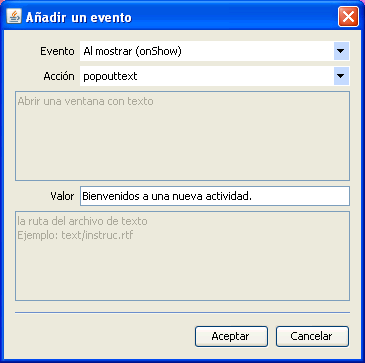 Añadir un evento
Evento Al mostrar (onShow)
Acción popouttext
Abrir una ventana con texto
Valor Bienvenidos a una nueva actividad.
la ruta del archivo de texto
Ejemplo: text/instruc.rtf
Aceptar Cancelar